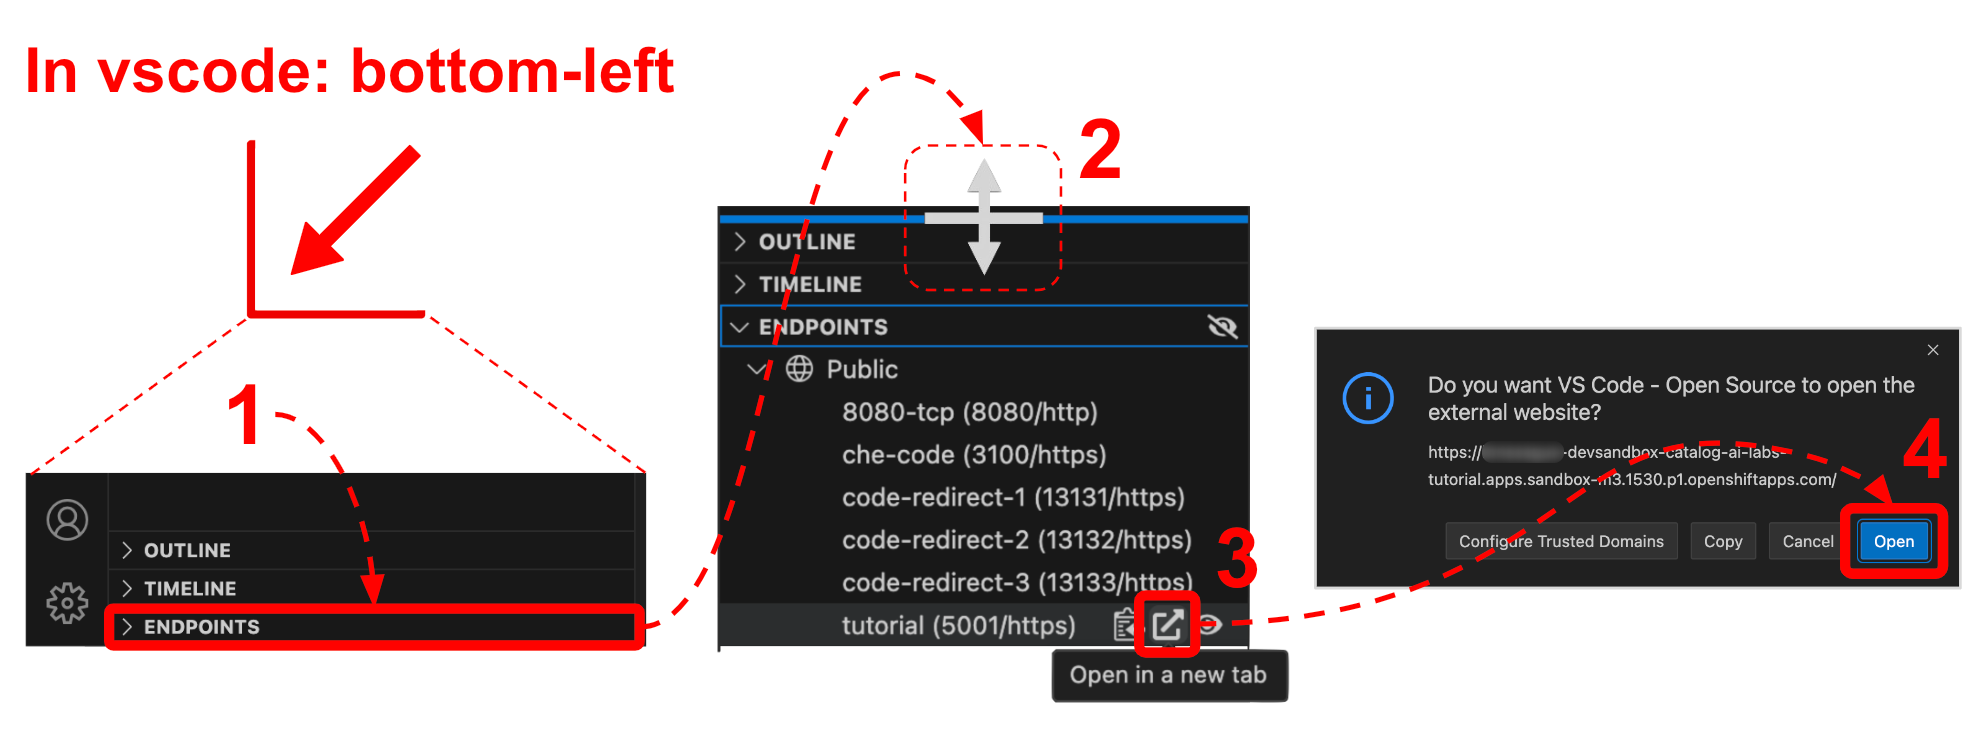 In vscode: bottom-left
1
OUTLINE
TIMELINE
ENDPOINTS
2
OUTLINE
TIMELINE
ENDPOINTS
Public
8080-tcp (8080/http)
che-code (3100/https)
code-redirect-1 (13131/https)
code-redirect-2 (13132/https)
code-redirect-3 (13133/https)
tutorial (5001/https)
3
Open in a new tab
Do you want VS Code - Open Source to open the
external website?
https://
-devsandbox-catalog-ai-labs-
tutorial.apps.sandbox-m3.1530.p1.openshiftapps.com/
4
Configure Trusted Domains
Copy
Cancel
Open